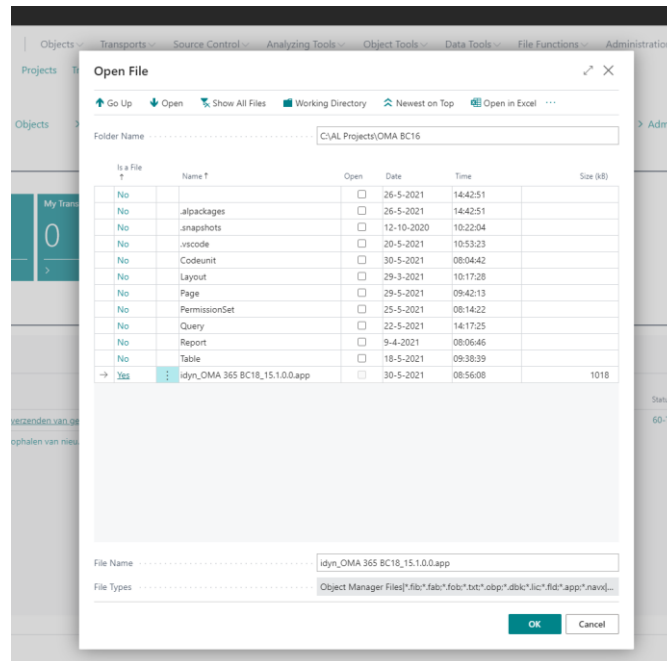 Objects Transports Source Control Analyzing Tools Object Tools Data Tools File Functions Administration
Projects
Objects
> Adm
My Trans
0
verzenden van ge
ophalen van nieu
Statu
60-
Open File
Go Up Open Show All Files Working Directory Newest on Top Open in Excel ...
Folder Name C:\AL Projects\OMA BC16
Is a File ↑ Name ↑ Open Date Time Size (kB)
No 26-5-2021 14:42:51
No .alpackages 26-5-2021 14:42:51
No .snapshots 12-10-2020 10:22:04
No .vscode 20-5-2021 10:53:23
No Codeunit 30-5-2021 08:04:42
No Layout 29-3-2021 10:17:28
No Page 29-5-2021 09:42:13
No PermissionSet 25-5-2021 08:14:22
No Query 22-5-2021 14:17:25
No Report 9-4-2021 08:06:46
No Table 18-5-2021 09:38:39
→ Yes idyn_OMA 365 BC18_15.1.0.0.app 30-5-2021 08:56:08 1018
File Name idyn_OMA 365 BC18_15.1.0.0.app
File Types Object Manager Files|*.fib;*.fab;*.fob;*.txt;*.obp;*.dbk;*.lic;*.fld;*.app;*.navx|...
OK Cancel